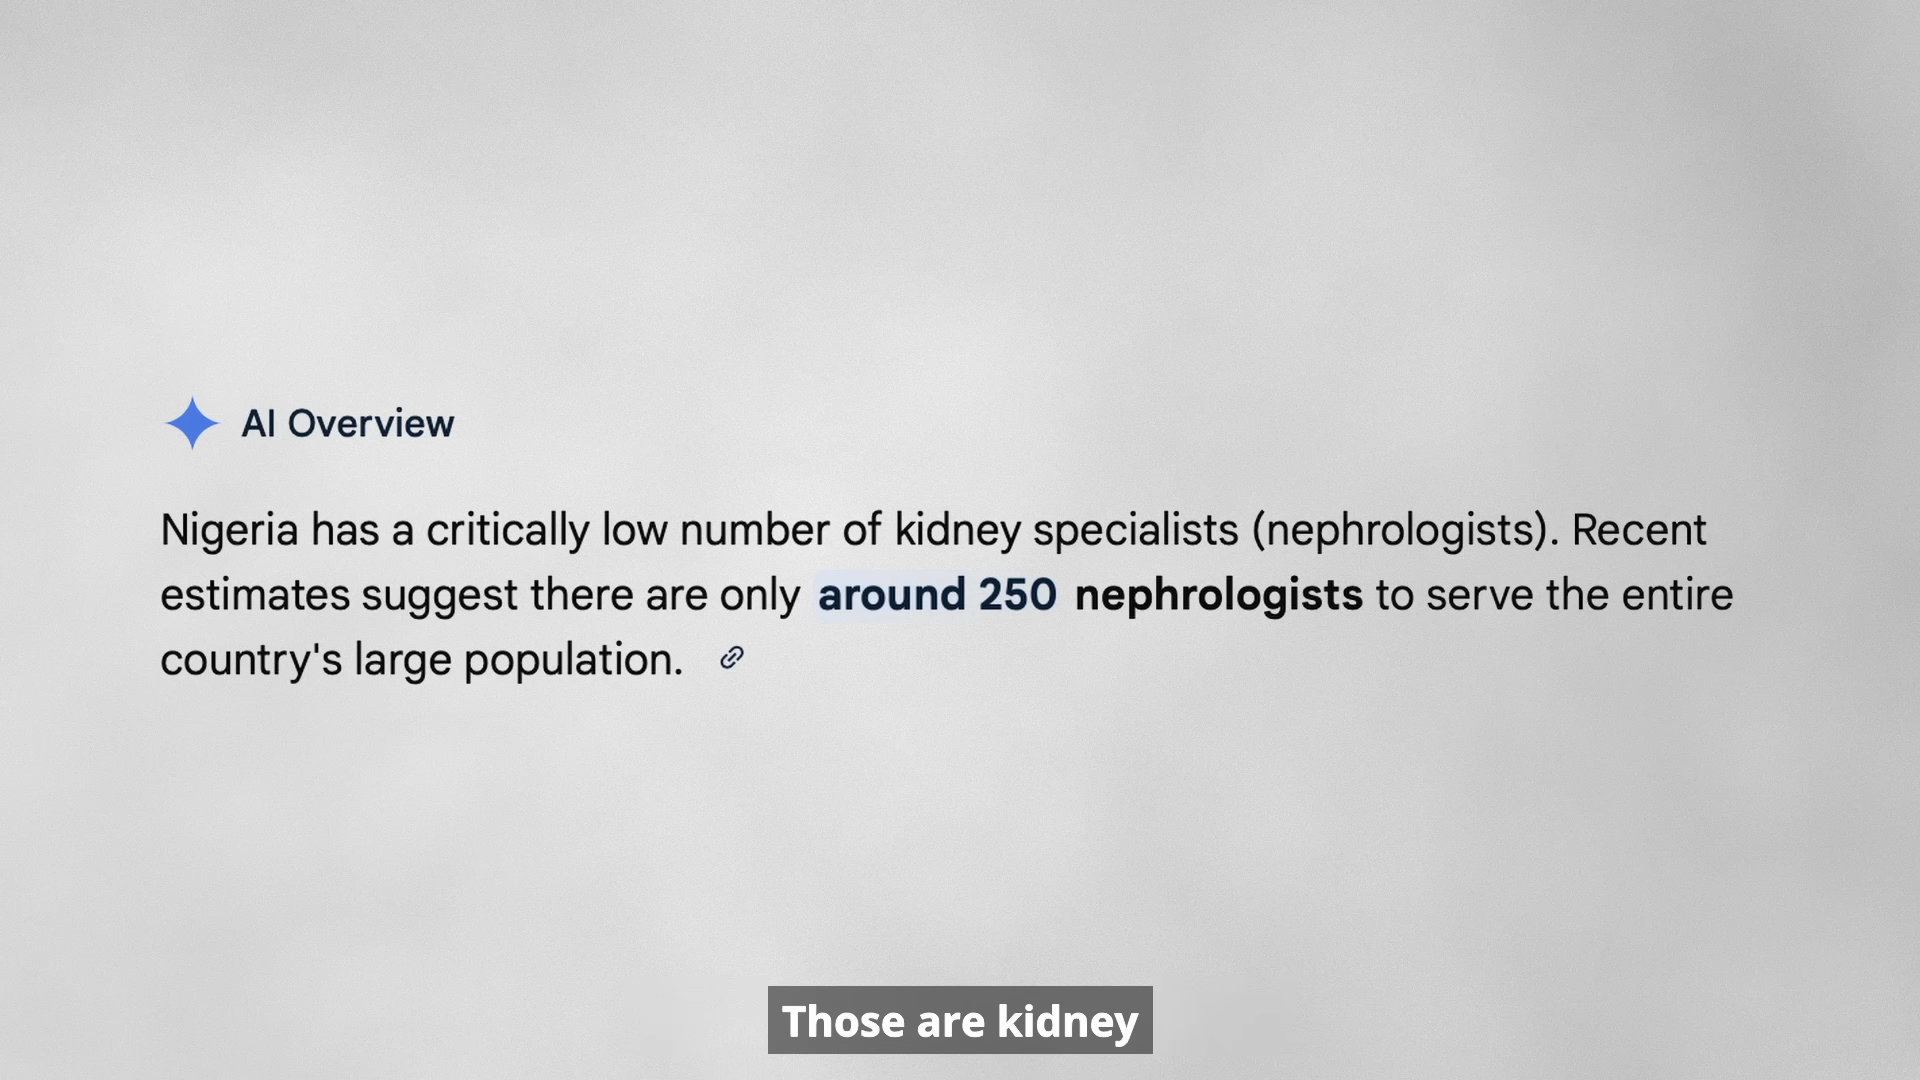 AI Overview
Nigeria has a critically low number of kidney specialists (nephrologists). Recent
estimates suggest there are only around 250 nephrologists to serve the entire
country's large population.
Those are kidney